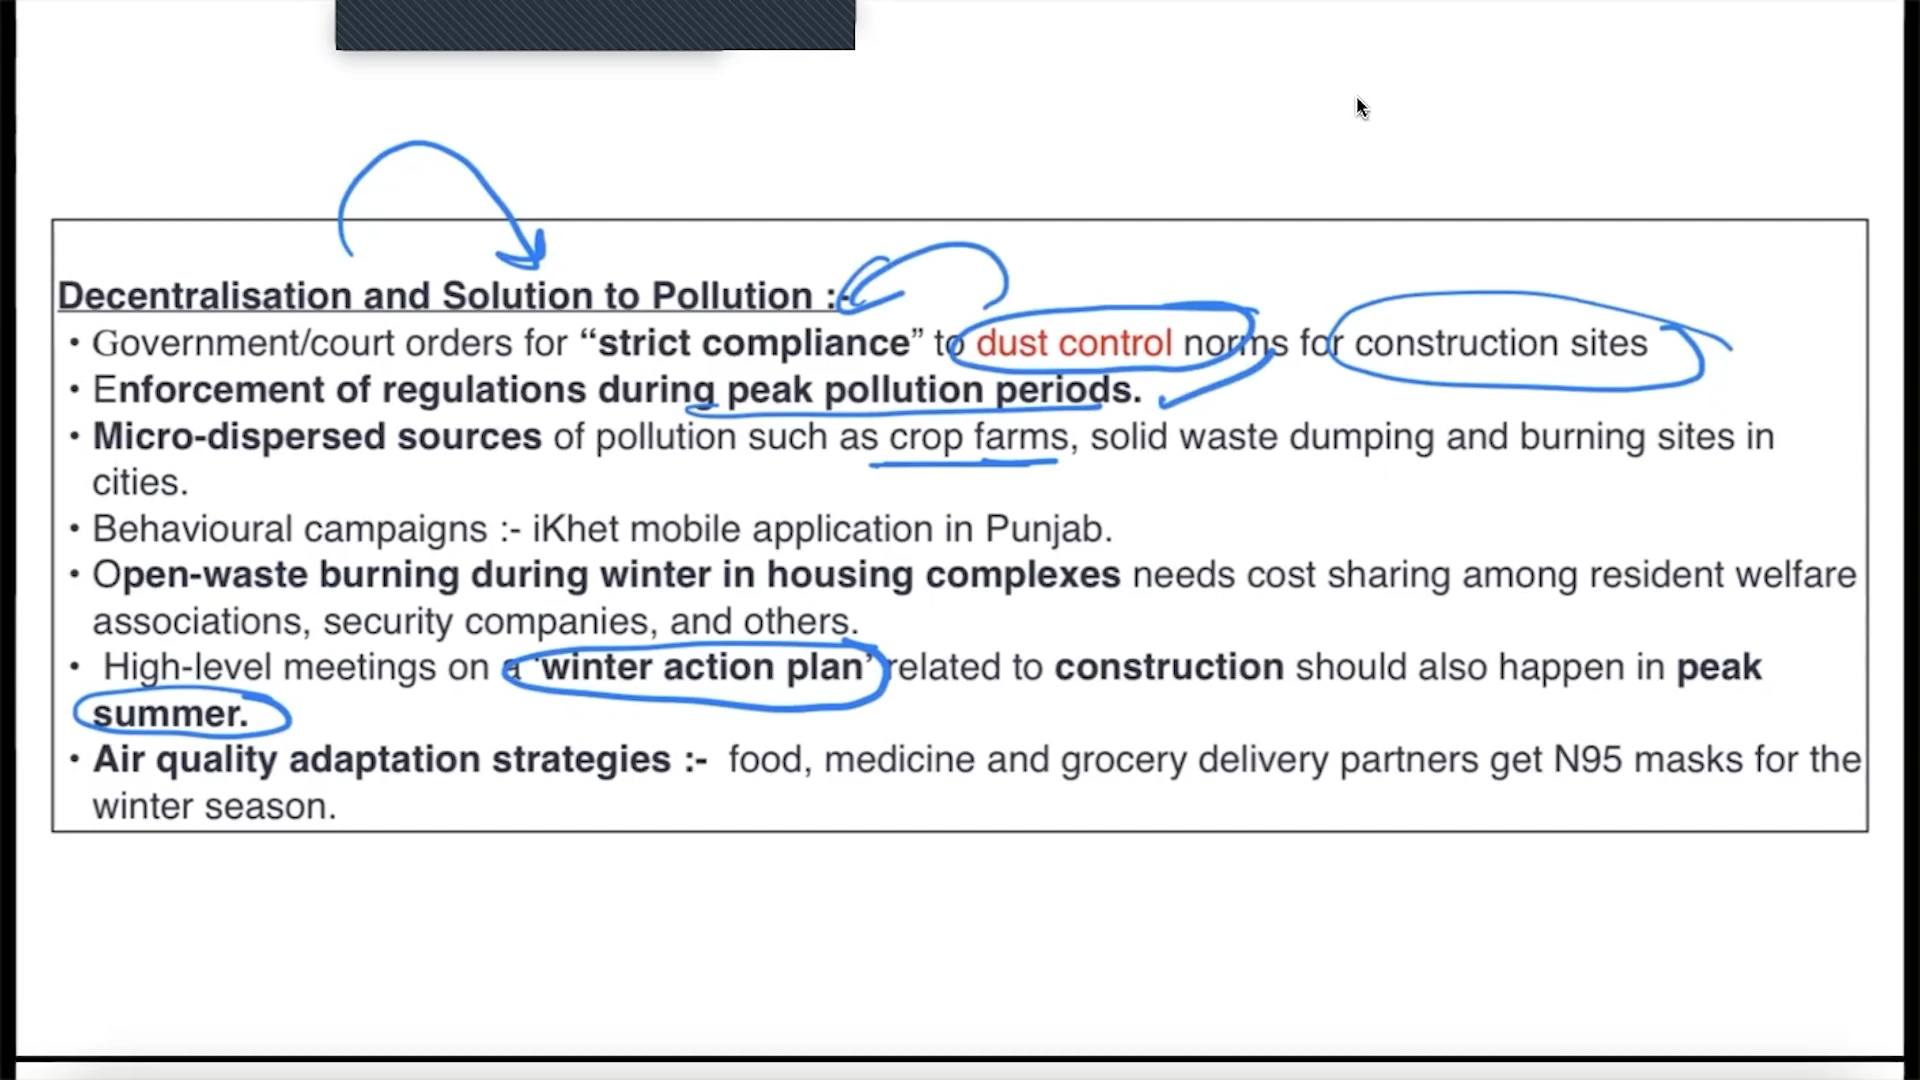 Decentralisation and Solution to Pollution :-
• Government/court orders for “strict compliance” to dust control norms for construction sites
• Enforcement of regulations during peak pollution periods.
• Micro-dispersed sources of pollution such as crop farms, solid waste dumping and burning sites in
cities.
• Behavioural campaigns :- iKhet mobile application in Punjab.
• Open-waste burning during winter in housing complexes needs cost sharing among resident welfare
associations, security companies, and others.
• High-level meetings on a ‘winter action plan’ related to construction should also happen in peak
summer.
• Air quality adaptation strategies :- food, medicine and grocery delivery partners get N95 masks for the
winter season.